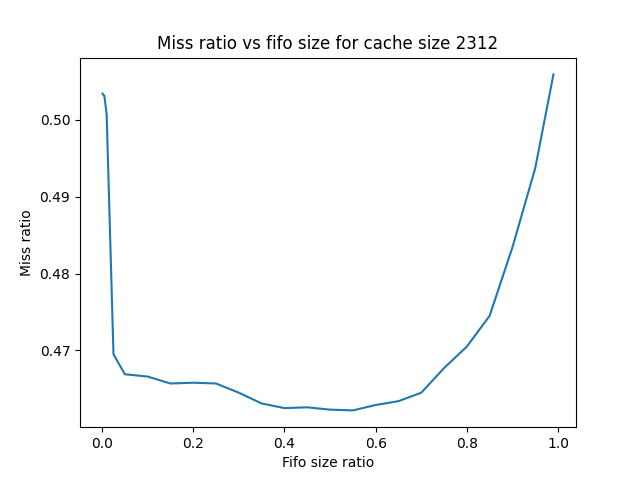 Miss ratio vs fifo size for cache size 2312
0.50
0.49
0.48
0.47
Miss ratio
0.0 0.2 0.4 0.6 0.8 1.0
Fifo size ratio